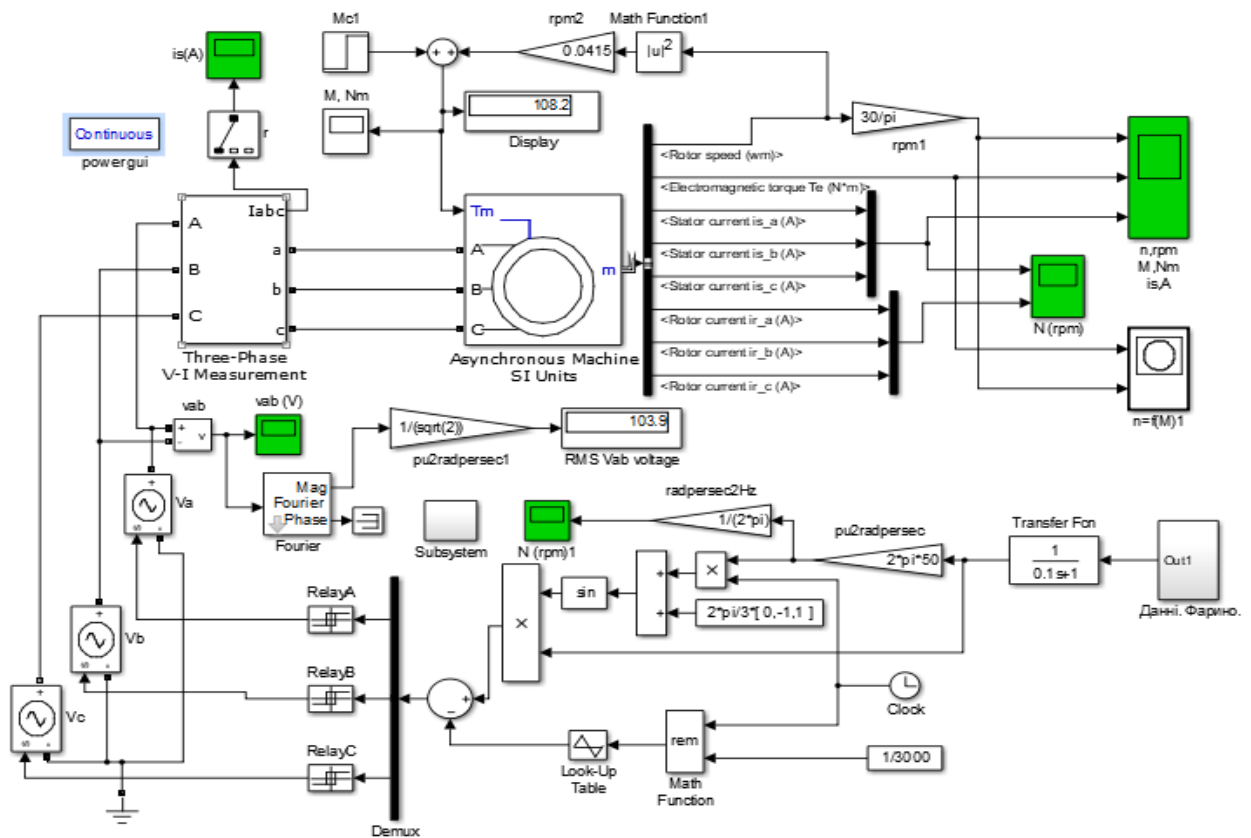 Mc1
rpm2
Math Function1
is(A)
0.0415
|u|²
M, Nm
108.2
Display
30/pi
rpm1
Continuous
powergui
r
<Rotor speed (wm)>
<Electromagnetic torque Te (N*m)>
<Stator current is_a (A)>
<Stator current is_b (A)>
<Stator current is_c (A)>
<Rotor current ir_a (A)>
<Rotor current ir_b (A)>
<Rotor current ir_c (A)>
Iabc
A
B
C
a
b
c
Three-Phase
V-I Measurement
Tm
A
B
C
m
Asynchronous Machine
SI Units
n,rpm
M,Nm
is,A
N (rpm)
n=f(M)1
vab
+
-
v
vab (V)
1/(sqrt(2))
pu2radpersec1
103.9
RMS Vab voltage
Mag
Fourier
Phase
Fourier
Subsystem
N (rpm)1
radpersec2Hz
1/(2*pi)
pu2radpersec
2*pi*50
Transfer Fcn
1
0.1s+1
Out1
Данні. Фарино.
Va
Vb
Vc
RelayA
RelayB
RelayC
Demux
×
sin
+
+
×
2*pi/3*[ 0,-1,1 ]
+
−
Clock
Look-Up
Table
rem
Math
Function
1/3000